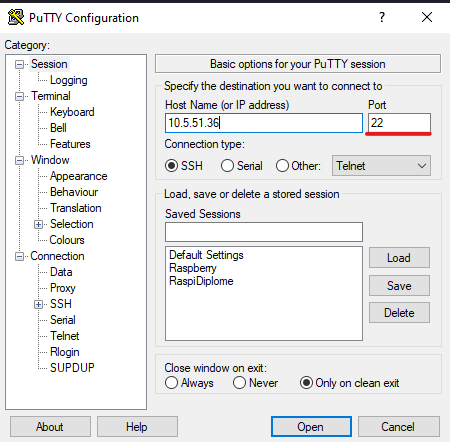 PuTTY Configuration
?
Category:
Session
Logging
Terminal
Keyboard
Bell
Features
Window
Appearance
Behaviour
Translation
Selection
Colours
Connection
Data
Proxy
SSH
Serial
Telnet
Rlogin
SUPDUP
Basic options for your PuTTY session
Specify the destination you want to connect to
Host Name (or IP address) Port
10.5.51.36 22
Connection type:
SSH Serial Other: Telnet
Load, save or delete a stored session
Saved Sessions
Default Settings
Raspberry
RaspiDiplome
Load
Save
Delete
Close window on exit:
Always Never Only on clean exit
About Help Open Cancel